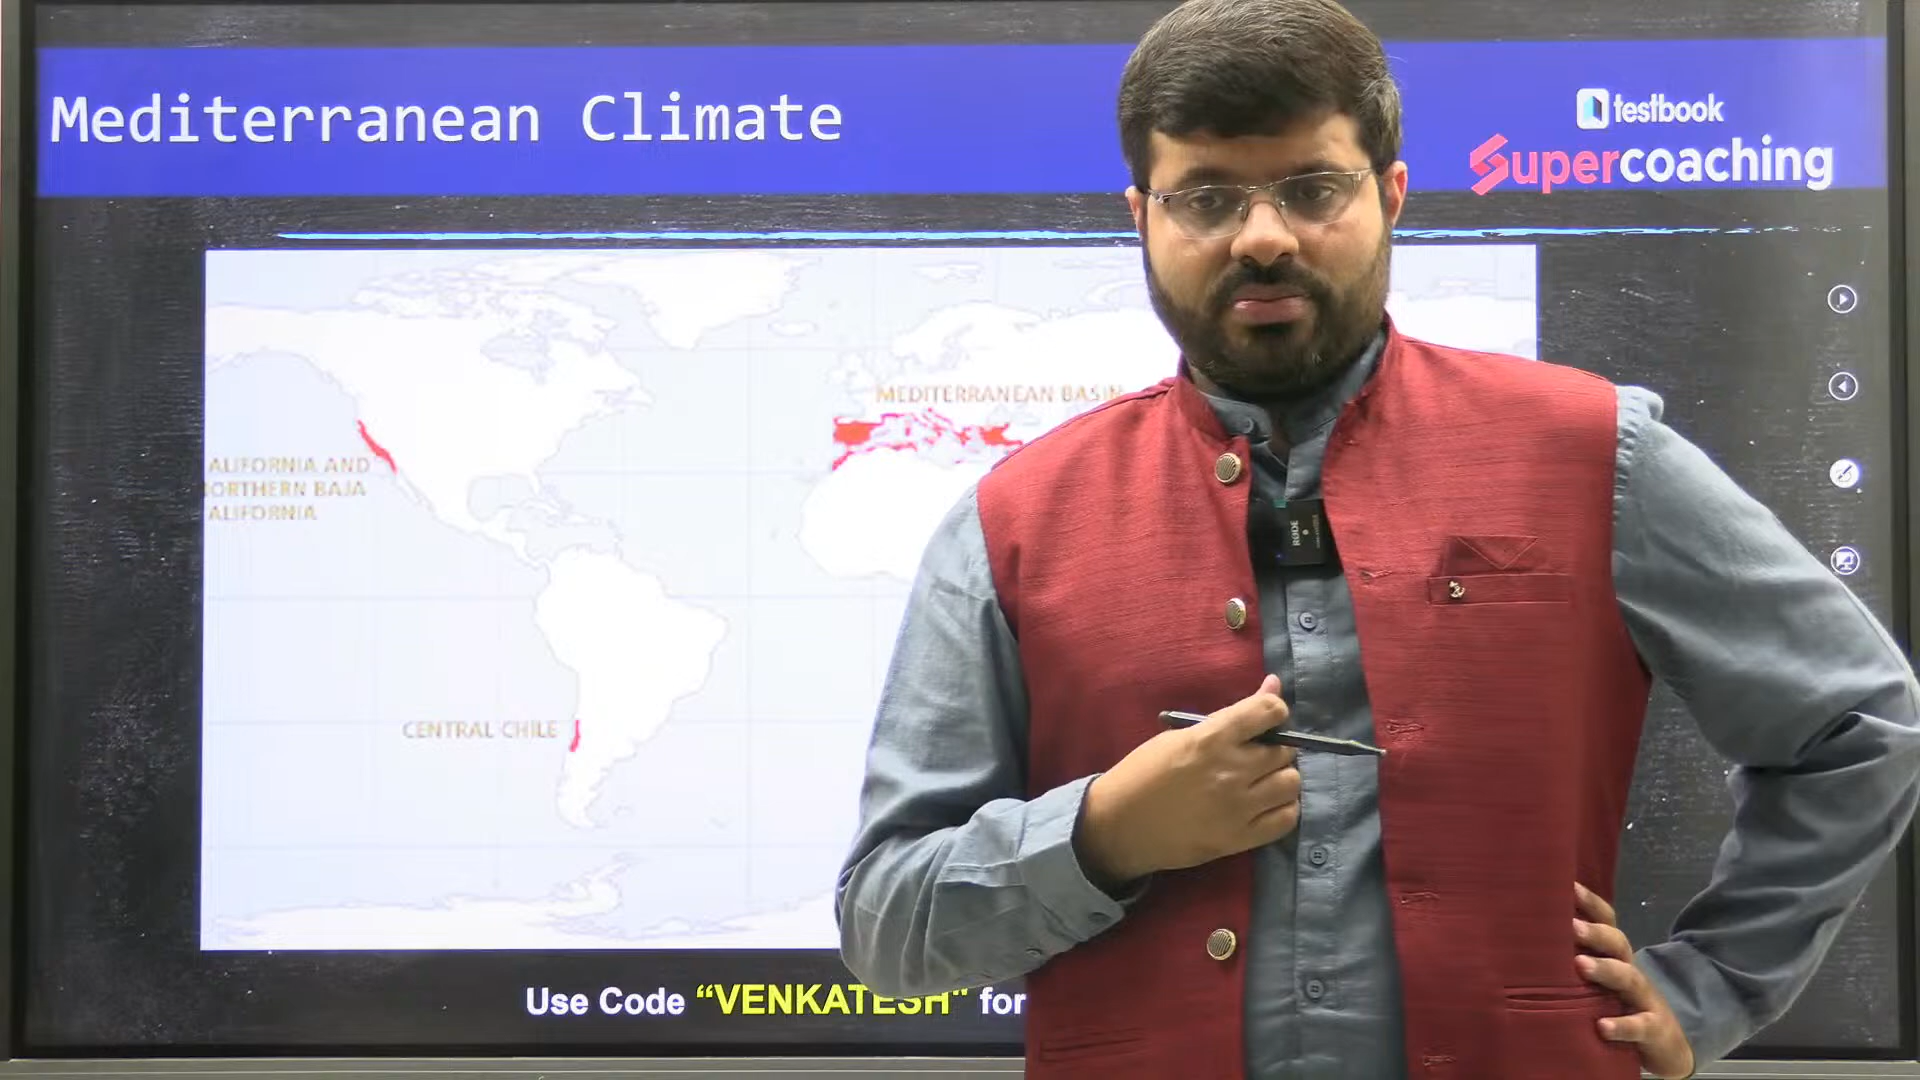 Mediterranean Climate
testbook
Supercoaching
MEDITERRANEAN BASIN
ALIFORNIA AND
ORTHERN BAJA
ALIFORNIA
CENTRAL CHILE
RODE
Use Code “VENKATESH" for